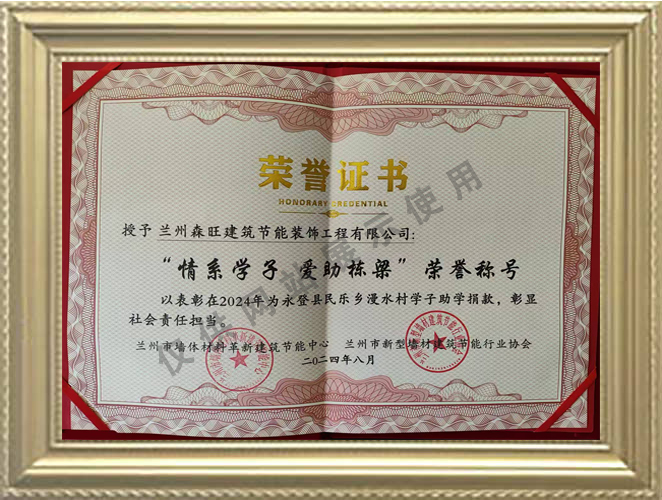 荣誉证书
HONORARY CREDENTIAL
授予 兰州森旺建筑节能装饰工程有限公司:
“情系学子 爱助栋梁”荣誉称号
以表彰在2024年为永登县民乐乡漫水村学子助学捐款,彰显
社会责任担当。
兰州市墙体材料革新建筑节能中心 兰州市新型墙材建筑节能行业协会
二〇二四年八月
仅供网站展示使用